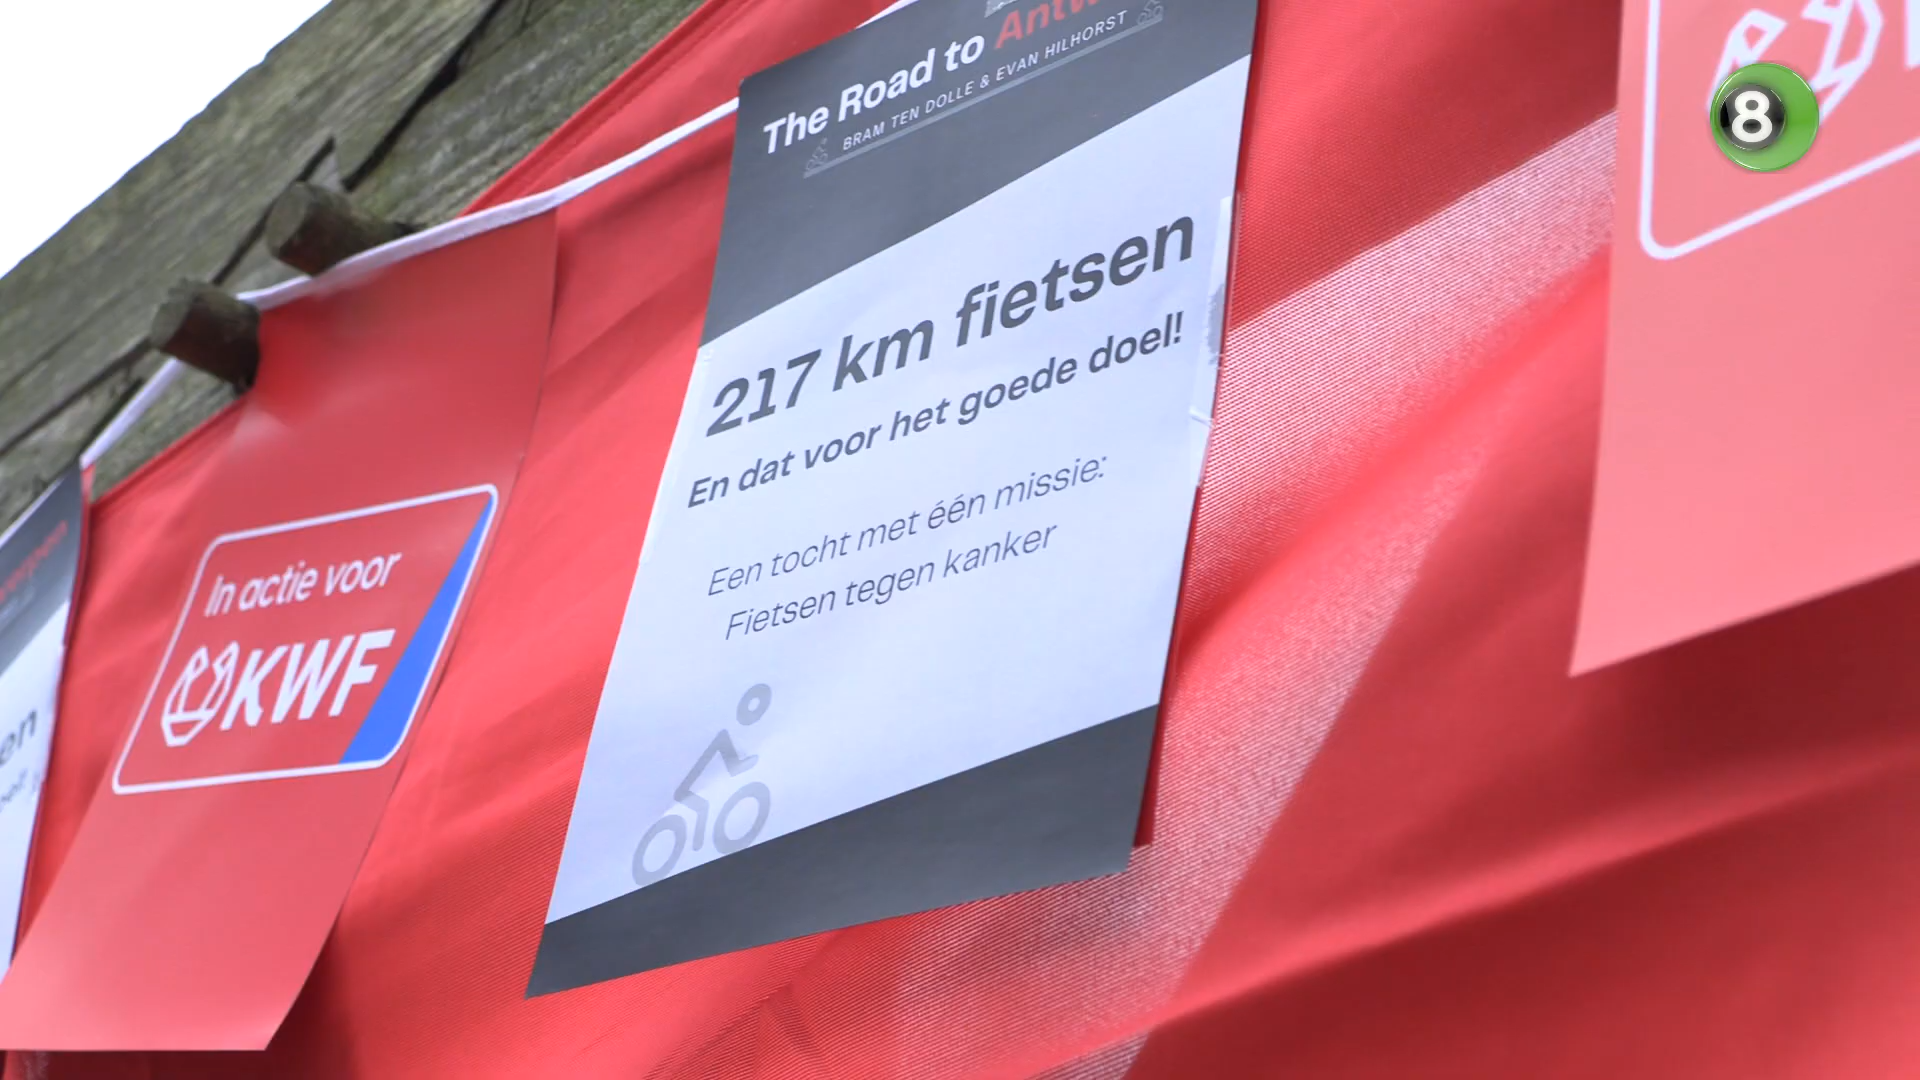 The Road to Antw
BRAM TEN DOLLE & EVAN HILHORST
217 km fietsen
En dat voor het goede doel!
Een tocht met één missie:
Fietsen tegen kanker
In actie voor
KWF
en
8